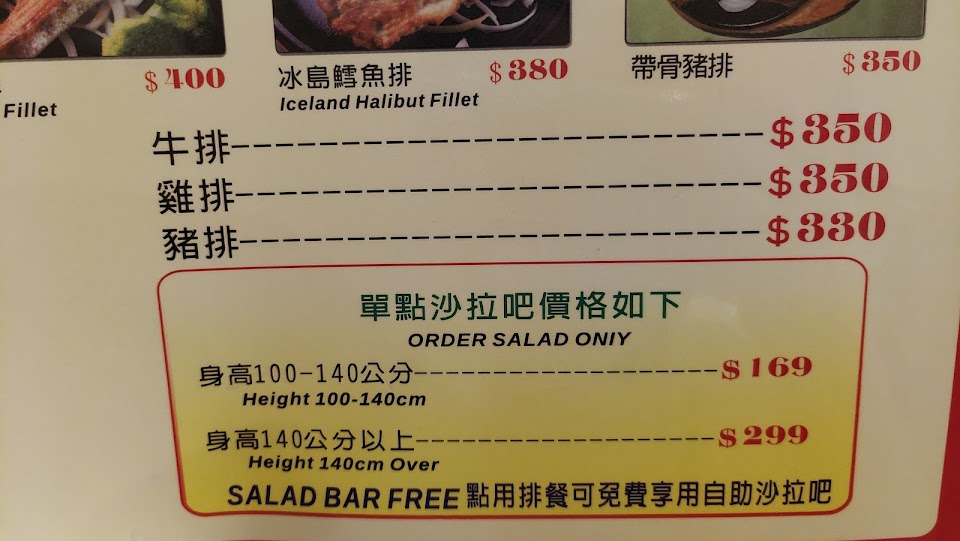 $400
冰島鱈魚排 $380
帶骨豬排 $350
Fillet
Iceland Halibut Fillet
牛排--------------------$350
雞排--------------------$350
豬排--------------------$330
單點沙拉吧價格如下
ORDER SALAD ONIY
身高100-140公分--------------------$169
Height 100-140cm
身高140公分以上--------------------$299
Height 140cm Over
SALAD BAR FREE 點用排餐可免費享用自助沙拉吧